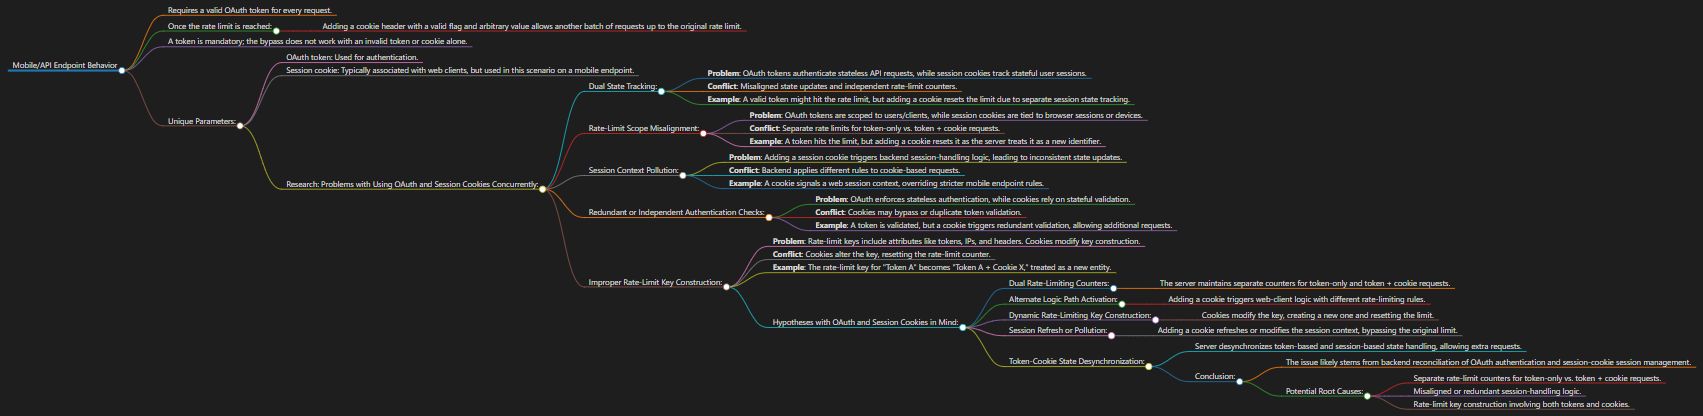 Mobile/API Endpoint Behavior
Requires a valid OAuth token for every request.
Once the rate limit is reached:
Adding a cookie header with a valid flag and arbitrary value allows another batch of requests up to the original rate limit.
A token is mandatory; the bypass does not work with an invalid token or cookie alone.
Unique Parameters:
OAuth token: Used for authentication.
Session cookie: Typically associated with web clients, but used in this scenario on a mobile endpoint.
Research: Problems with Using OAuth and Session Cookies Concurrently:
Dual State Tracking:
Problem: OAuth tokens authenticate stateless API requests, while session cookies track stateful user sessions.
Conflict: Misaligned state updates and independent rate-limit counters.
Example: A valid token might hit the rate limit, but adding a cookie resets the limit due to separate session state tracking.
Rate-Limit Scope Misalignment:
Problem: OAuth tokens are scoped to users/clients, while session cookies are tied to browser sessions or devices.
Conflict: Separate rate limits for token-only vs. token + cookie requests.
Example: A token hits the limit, but adding a cookie resets it as the server treats it as a new identifier.
Session Context Pollution:
Problem: Adding a session cookie triggers backend session-handling logic, leading to inconsistent state updates.
Conflict: Backend applies different rules to cookie-based requests.
Example: A cookie signals a web session context, overriding stricter mobile endpoint rules.
Redundant or Independent Authentication Checks:
Problem: OAuth enforces stateless authentication, while cookies rely on stateful validation.
Conflict: Cookies may bypass or duplicate token validation.
Example: A token is validated, but a cookie triggers redundant validation, allowing additional requests.
Improper Rate-Limit Key Construction:
Problem: Rate-limit keys include attributes like tokens, IPs, and headers. Cookies modify key construction.
Conflict: Cookies alter the key, resetting the rate-limit counter.
Example: The rate-limit key for "Token A" becomes "Token A + Cookie X," treated as a new entity.
Hypotheses with OAuth and Session Cookies in Mind:
Dual Rate-Limiting Counters:
The server maintains separate counters for token-only and token + cookie requests.
Alternate Logic Path Activation:
Adding a cookie triggers web-client logic with different rate-limiting rules.
Dynamic Rate-Limiting Key Construction:
Cookies modify the key, creating a new one and resetting the limit.
Session Refresh or Pollution:
Adding a cookie refreshes or modifies the session context, bypassing the original limit.
Token-Cookie State Desynchronization:
Server desynchronizes token-based and session-based state handling, allowing extra requests.
Conclusion:
The issue likely stems from backend reconciliation of OAuth authentication and session-cookie session management.
Potential Root Causes:
Separate rate-limit counters for token-only vs. token + cookie requests.
Misaligned or redundant session-handling logic.
Rate-limit key construction involving both tokens and cookies.